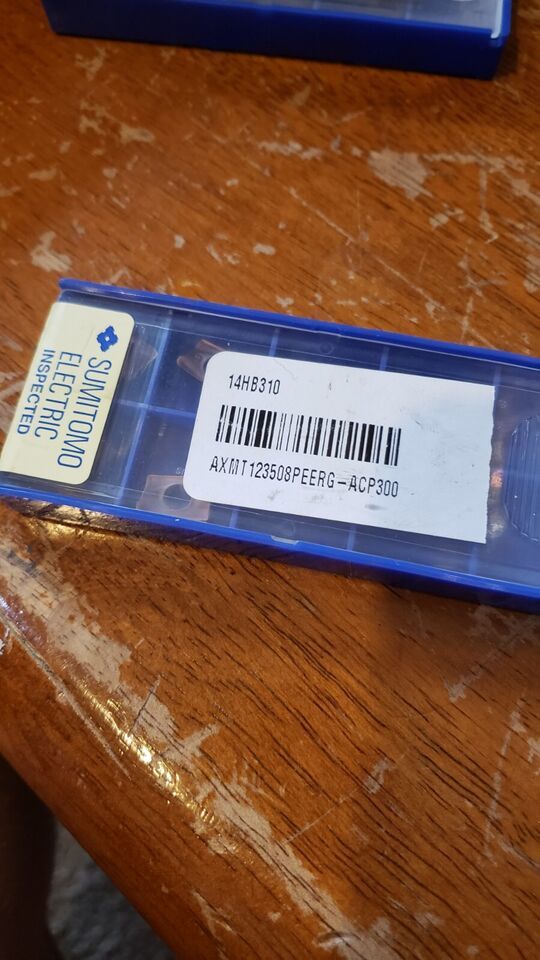 SUMITOMO
ELECTRIC
INSPECTED
14HB310
AXMT123508PEERG-ACP300